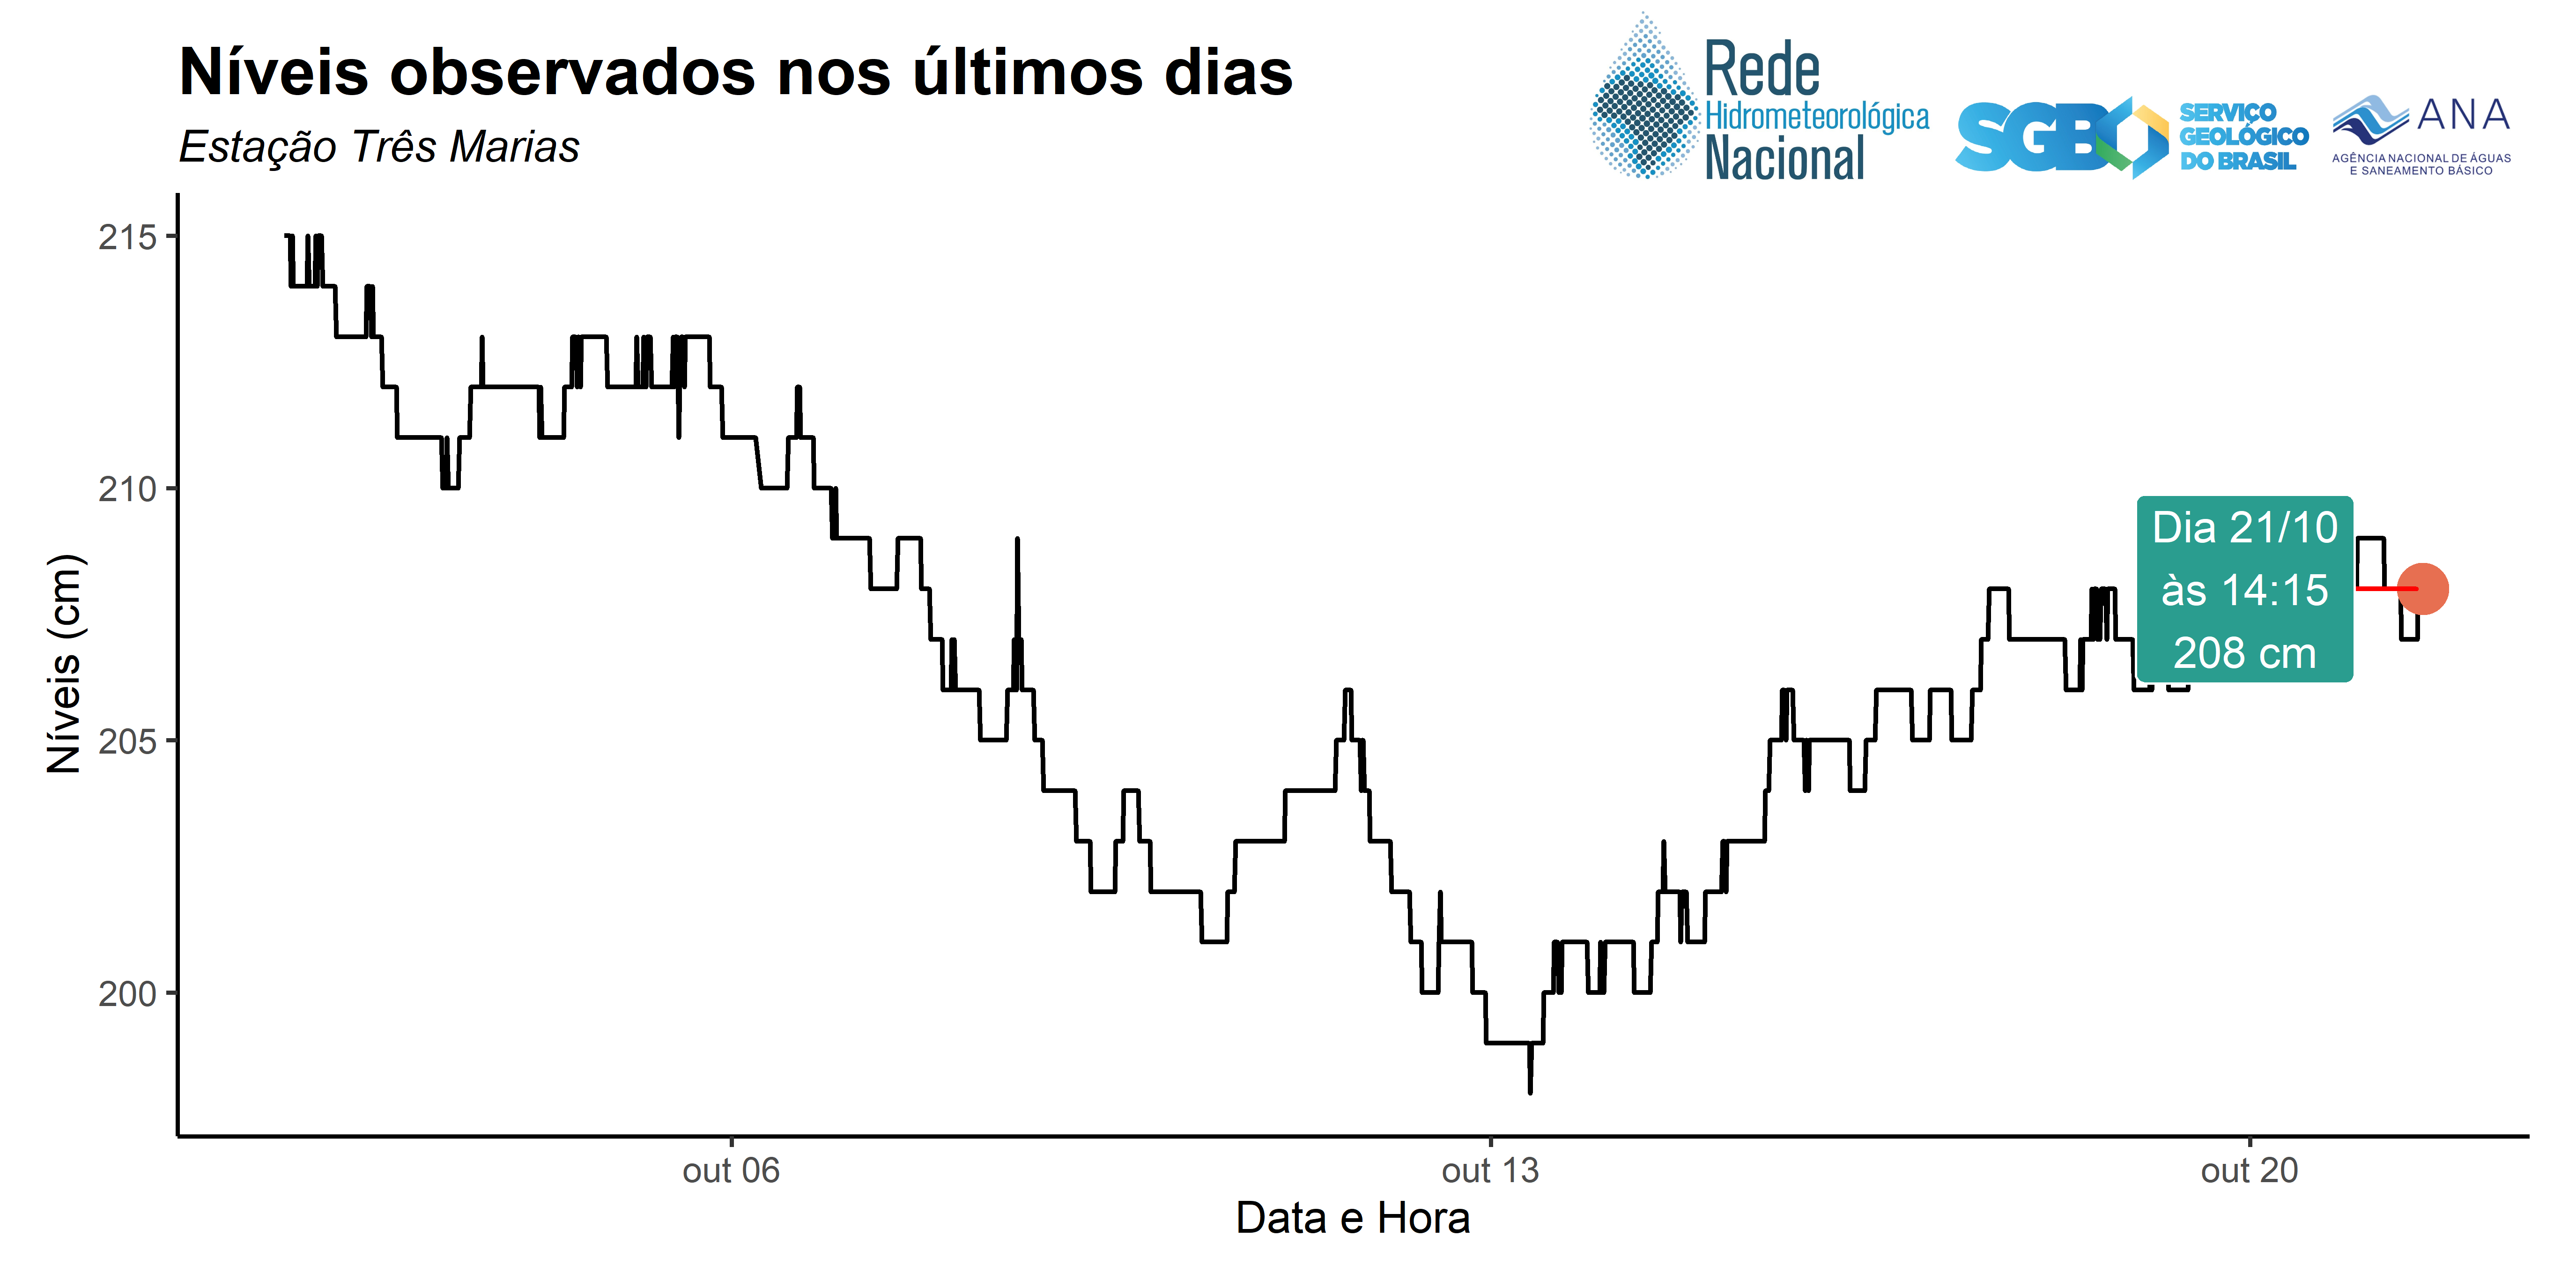 Níveis observados nos últimos dias
Estação Três Marias
Rede
Hidrometeorológica
Nacional
SGB
SERVIÇO
GEOLÓGICO
DO BRASIL
ANA
AGÊNCIA NACIONAL DE ÁGUAS
E SANEAMENTO BÁSICO
Níveis (cm)
215
210
205
200
Dia 21/10
às 14:15
208 cm
out 06
out 13
out 20
Data e Hora